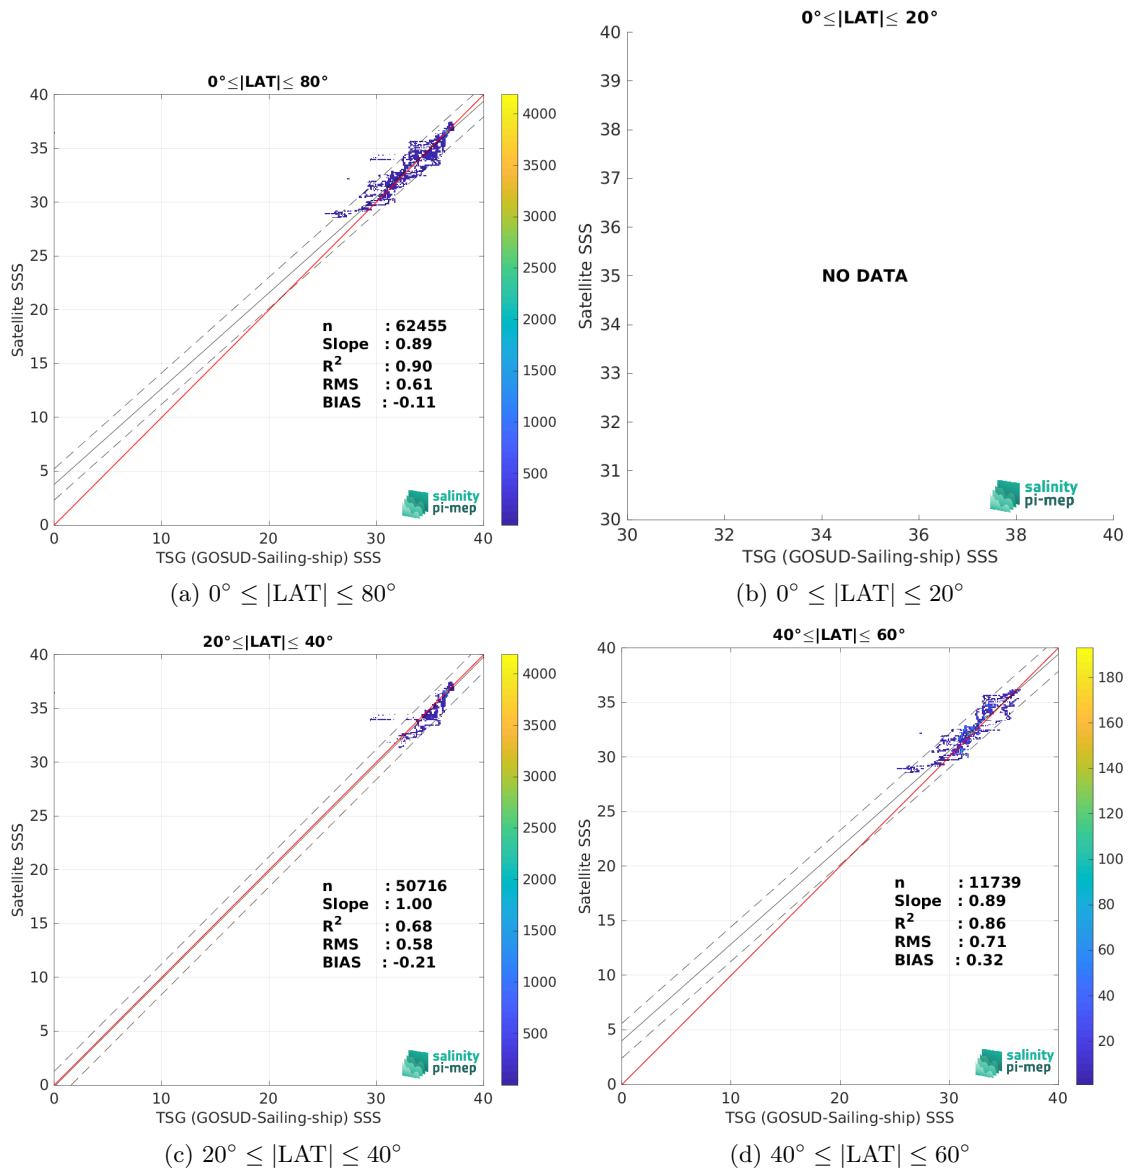 0°≤|LAT|≤ 80°
40
35
30
25
20
15
10
5
0
Satellite SSS
0
10
20
30
40
TSG (GOSUD-Sailing-ship) SSS
4000
3500
3000
2500
2000
1500
1000
500
n : 62455
Slope : 0.89
R2 : 0.90
RMS : 0.61
BIAS : -0.11
salinity
pi-mep
(a) 0° ≤ |LAT| ≤ 80°
0°≤|LAT|≤ 20°
40
39
38
37
36
35
34
33
32
31
30
Satellite SSS
NO DATA
salinity
pi-mep
30
32
34
36
38
40
TSG (GOSUD-Sailing-ship) SSS
(b) 0° ≤ |LAT| ≤ 20°
20°≤|LAT|≤ 40°
40
35
30
25
20
15
10
5
0
Satellite SSS
0
10
20
30
40
TSG (GOSUD-Sailing-ship) SSS
4000
3500
3000
2500
2000
1500
1000
500
n : 50716
Slope : 1.00
R2 : 0.68
RMS : 0.58
BIAS : -0.21
salinity
pi-mep
(c) 20° ≤ |LAT| ≤ 40°
40°≤|LAT|≤ 60°
40
35
30
25
20
15
10
5
0
Satellite SSS
0
10
20
30
40
TSG (GOSUD-Sailing-ship) SSS
180
160
140
120
100
80
60
40
20
n : 11739
Slope : 0.89
R2 : 0.86
RMS : 0.71
BIAS : 0.32
salinity
pi-mep
(d) 40° ≤ |LAT| ≤ 60°